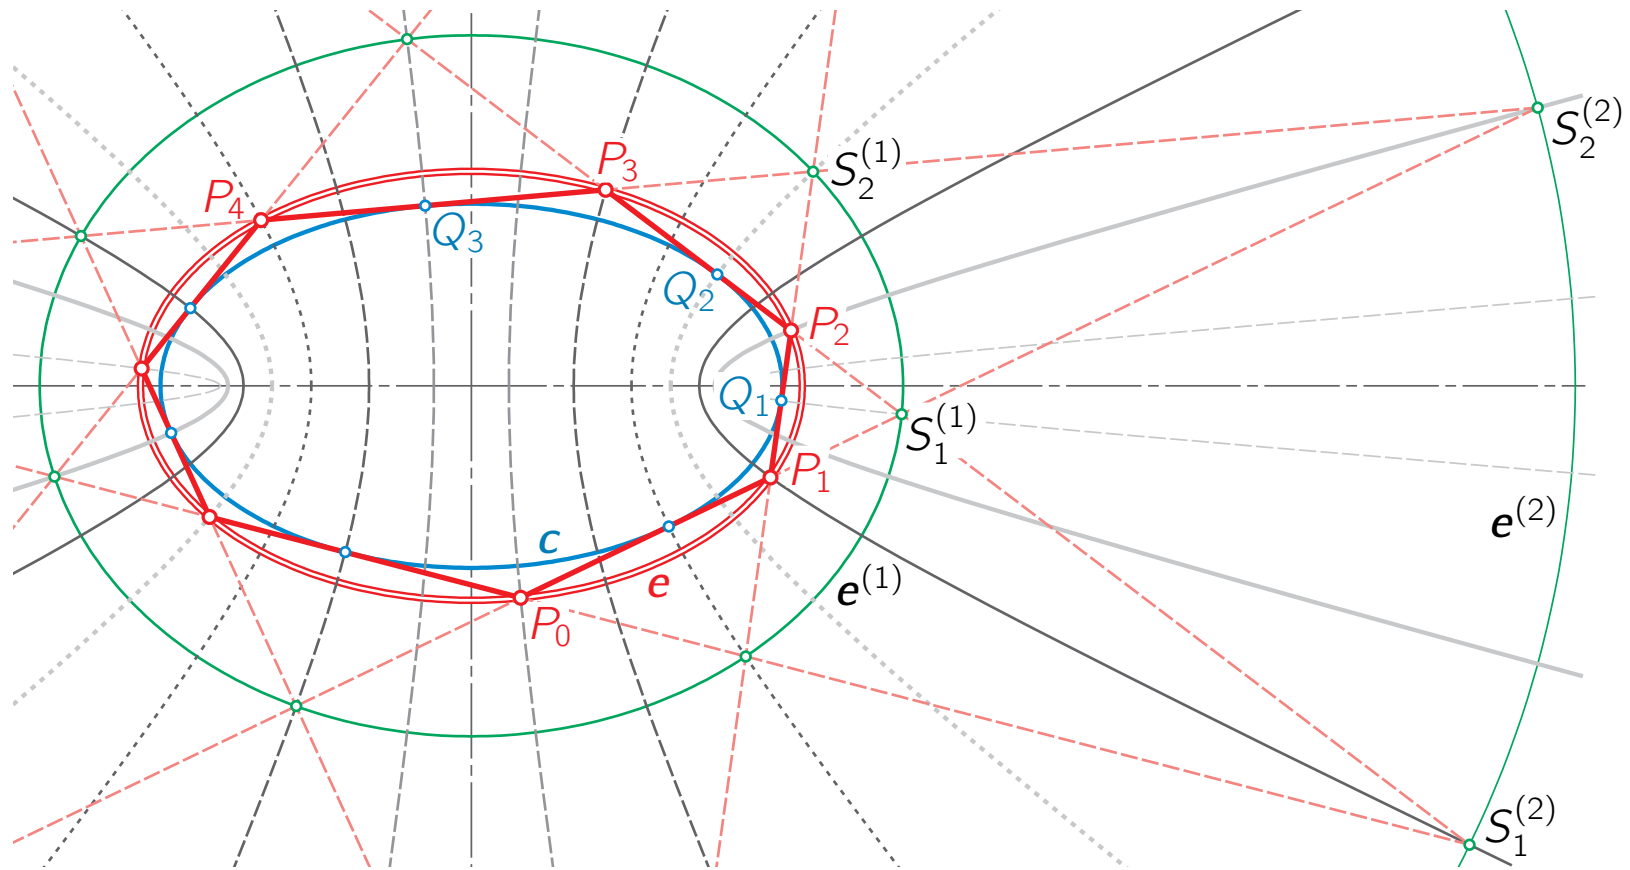 P₃
S₂⁽¹⁾
S₂⁽²⁾
P₄
Q₃
Q₂
P₂
Q₁
S₁⁽¹⁾
P₁
e⁽²⁾
c
e
e⁽¹⁾
P₀
S₁⁽²⁾